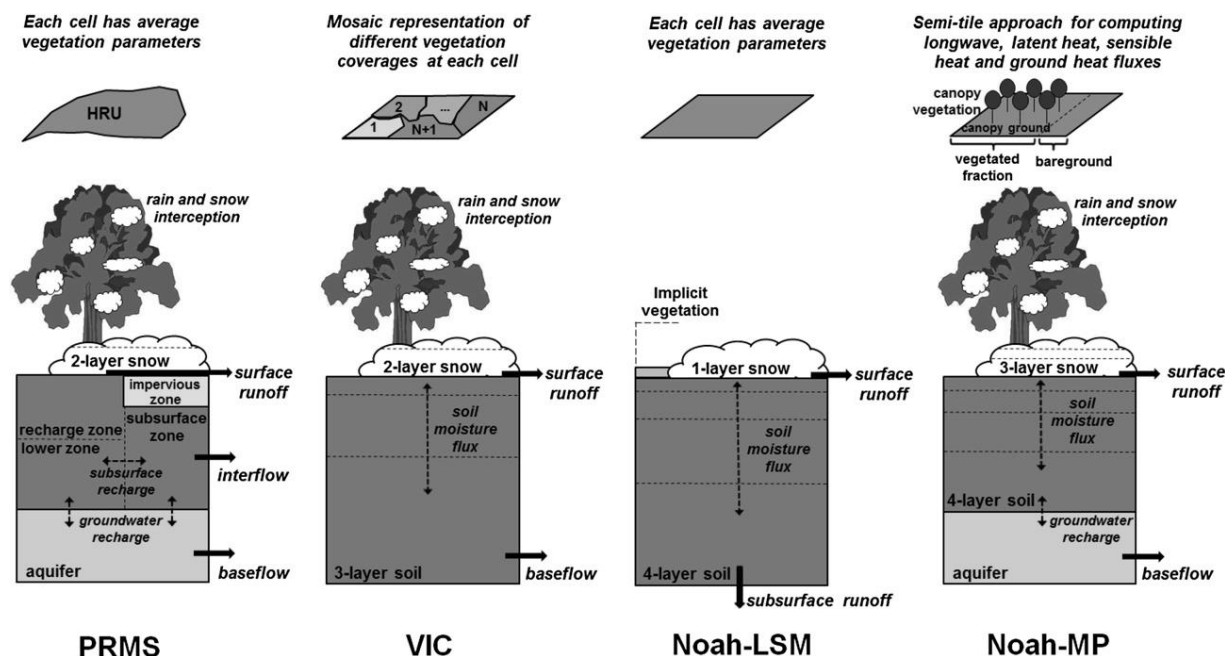 Each cell has average
vegetation parameters
HRU
rain and snow
interception
2-layer snow
surface
runoff
impervious
zone
recharge zone
lower zone
subsurface
zone
subsurface
recharge
interflow
groundwater
recharge
aquifer
baseflow
PRMS
Mosaic representation of
different vegetation
coverages at each cell
1
2
...
N
N+1
rain and snow
interception
2-layer snow
surface
runoff
soil
moisture
flux
3-layer soil
baseflow
VIC
Each cell has average
vegetation parameters
Implicit
vegetation
1-layer snow
surface
runoff
soil
moisture
flux
4-layer soil
subsurface runoff
Noah-LSM
Semi-tile approach for computing
longwave, latent heat, sensible
heat and ground heat fluxes
canopy
vegetation
canopy ground
vegetated
fraction
bareground
rain and snow
interception
3-layer snow
surface
runoff
soil
moisture
flux
4-layer soil
groundwater
recharge
aquifer
baseflow
Noah-MP